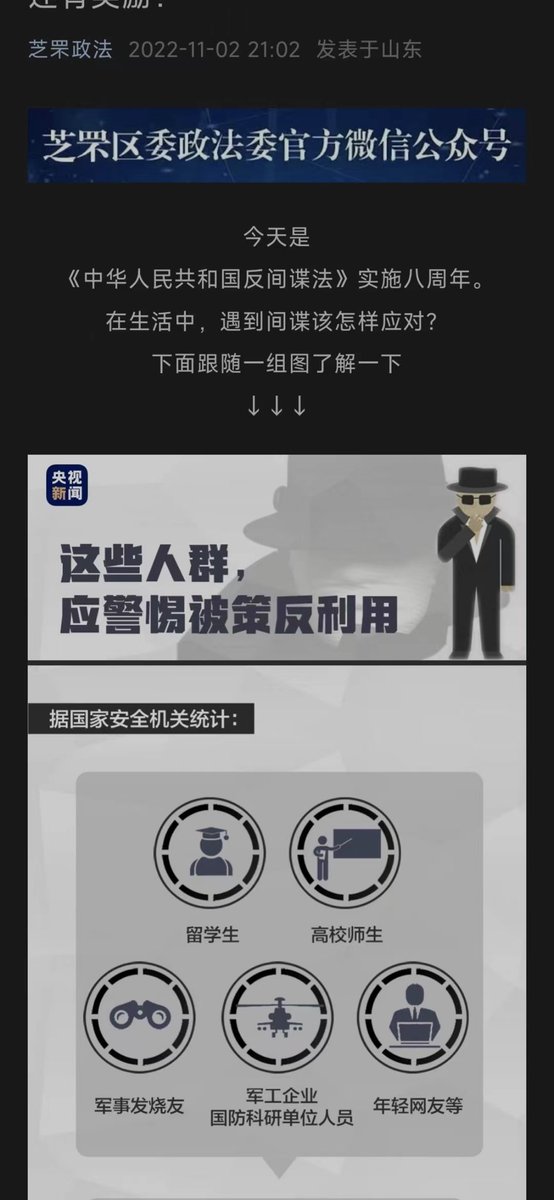 还有奖励！
芝罘政法 2022-11-02 21:02 发表于山东
芝罘区委政法委官方微信公众号
今天是
《中华人民共和国反间谍法》实施八周年。
在生活中，遇到间谍该怎样应对？
下面跟随一组图了解一下
↓↓↓
央视
新闻
这些人群，
应警惕被策反利用
据国家安全机关统计：
留学生
高校师生
军事发烧友
军工企业
国防科研单位人员
年轻网友等